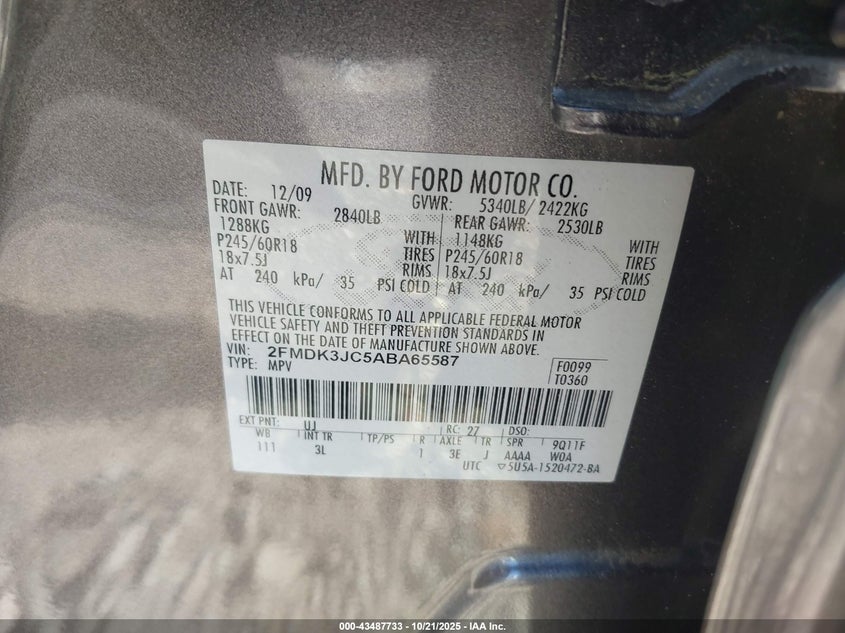 MFD. BY FORD MOTOR CO.
DATE: 12/09 GVWR: 5340LB/ 2422KG
FRONT GAWR: 2840LB REAR GAWR: 2530LB
1288KG WITH 1148KG WITH
P245/60R18 TIRES P245/60R18 TIRES
18x7.5J RIMS 18x7.5J RIMS
AT 240 kPa/ 35 PSI COLD AT 240 kPa/ 35 PSI COLD
THIS VEHICLE CONFORMS TO ALL APPLICABLE FEDERAL MOTOR
VEHICLE SAFETY AND THEFT PREVENTION STANDARDS IN
EFFECT ON THE DATE OF MANUFACTURE SHOWN ABOVE.
VIN: 2FMDK3JC5ABA65587 F0099
TYPE: MPV T0360
EXT PNT: UJ RC: 27 DSO:
WB INT TR TP/PS R AXLE TR SPR 9Q11F
111 3L 1 3E J AAAA W0A
UTC ▽5U5A-1520472-BA
000-43487733 - 10/21/2025 - IAA Inc.